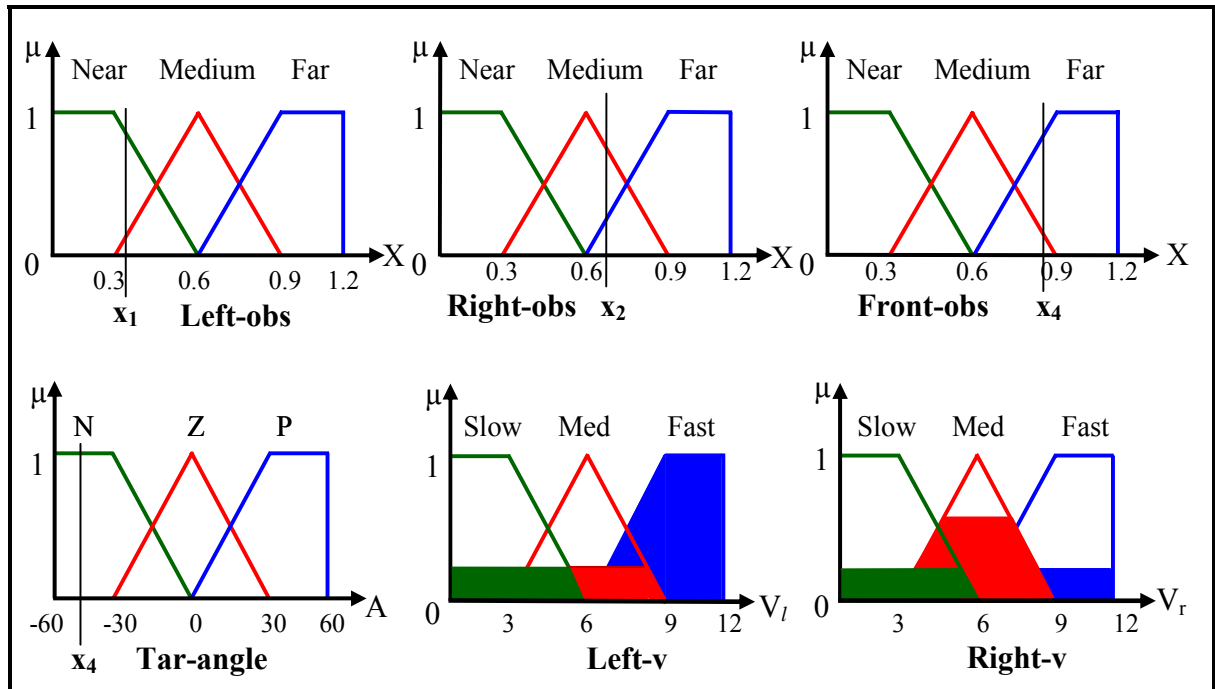 μ
Near Medium Far
1
0
0.3 0.6 0.9 1.2
X
x₁ Left-obs
μ
Near Medium Far
1
0
0.3 0.6 0.9 1.2
X
Right-obs x₂
μ
Near Medium Far
1
0
0.3 0.6 0.9 1.2
X
Front-obs x₄
μ
N Z P
1
0
-60 -30 0 30 60
A
x₄ Tar-angle
μ
Slow Med Fast
1
0
3 6 9 12
Vₗ
Left-v
μ
Slow Med Fast
1
0
3 6 9 12
Vᵣ
Right-v